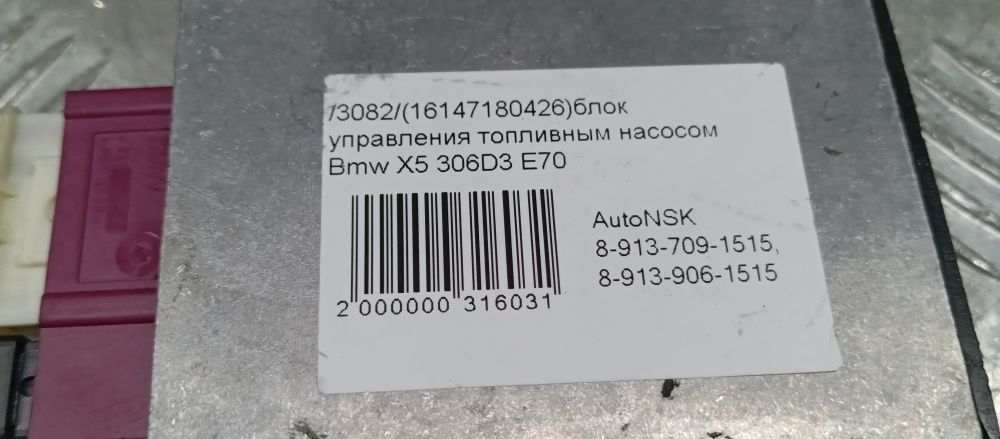 /3082/(16147180426)блок
управления топливным насосом
Bmw X5 306D3 E70
AutoNSK
8-913-709-1515,
8-913-906-1515
2 000000 316031